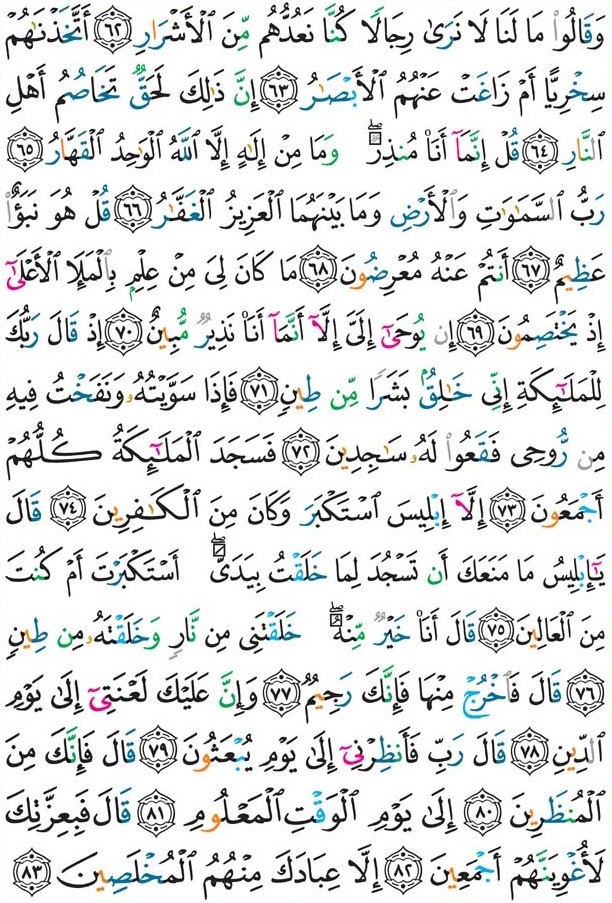 وَقَالُوا۟ مَا لَنَا لَا نَرَىٰ رِجَالًا كُنَّا نَعُدُّهُم مِّنَ ٱلْأَشْرَارِ ٦٢ أَتَّخَذْنَٰهُمْ
سِخْرِيًّا أَمْ زَاغَتْ عَنْهُمُ ٱلْأَبْصَٰرُ ٦٣ إِنَّ ذَٰلِكَ لَحَقٌّ تَخَاصُمُ أَهْلِ
ٱلنَّارِ ٦٤ قُلْ إِنَّمَآ أَنَا۠ مُنذِرٌ ۖ وَمَا مِنْ إِلَٰهٍ إِلَّا ٱللَّهُ ٱلْوَٰحِدُ ٱلْقَهَّارُ ٦٥
رَبُّ ٱلسَّمَٰوَٰتِ وَٱلْأَرْضِ وَمَا بَيْنَهُمَا ٱلْعَزِيزُ ٱلْغَفَّٰرُ ٦٦ قُلْ هُوَ نَبَؤٌا۟
عَظِيمٌ ٦٧ أَنتُمْ عَنْهُ مُعْرِضُونَ ٦٨ مَا كَانَ لِىَ مِنْ عِلْمٍۭ بِٱلْمَلَإِ ٱلْأَعْلَىٰٓ
إِذْ يَخْتَصِمُونَ ٦٩ إِن يُوحَىٰٓ إِلَىَّ إِلَّآ أَنَّمَآ أَنَا۠ نَذِيرٌ مُّبِينٌ ٧٠ إِذْ قَالَ رَبُّكَ
لِلْمَلَٰٓئِكَةِ إِنِّى خَٰلِقٌۢ بَشَرًا مِّن طِينٍ ٧١ فَإِذَا سَوَّيْتُهُۥ وَنَفَخْتُ فِيهِ
مِن رُّوحِى فَقَعُوا۟ لَهُۥ سَٰجِدِينَ ٧٢ فَسَجَدَ ٱلْمَلَٰٓئِكَةُ كُلُّهُمْ
أَجْمَعُونَ ٧٣ إِلَّآ إِبْلِيسَ ٱسْتَكْبَرَ وَكَانَ مِنَ ٱلْكَٰفِرِينَ ٧٤ قَالَ
يَٰٓإِبْلِيسُ مَا مَنَعَكَ أَن تَسْجُدَ لِمَا خَلَقْتُ بِيَدَىَّ ۖ أَسْتَكْبَرْتَ أَمْ كُنتَ
مِنَ ٱلْعَالِينَ ٧٥ قَالَ أَنَا۠ خَيْرٌ مِّنْهُ ۖ خَلَقْتَنِى مِن نَّارٍ وَخَلَقْتَهُۥ مِن طِينٍ
٧٦ قَالَ فَٱخْرُجْ مِنْهَا فَإِنَّكَ رَجِيمٌ ٧٧ وَإِنَّ عَلَيْكَ لَعْنَتِىٓ إِلَىٰ يَوْمِ
ٱلدِّينِ ٧٨ قَالَ رَبِّ فَأَنظِرْنِىٓ إِلَىٰ يَوْمِ يُبْعَثُونَ ٧٩ قَالَ فَإِنَّكَ مِنَ
ٱلْمُنظَرِينَ ٨٠ إِلَىٰ يَوْمِ ٱلْوَقْتِ ٱلْمَعْلُومِ ٨١ قَالَ فَبِعِزَّتِكَ
لَأُغْوِيَنَّهُمْ أَجْمَعِينَ ٨٢ إِلَّا عِبَادَكَ مِنْهُمُ ٱلْمُخْلَصِينَ ٨٣